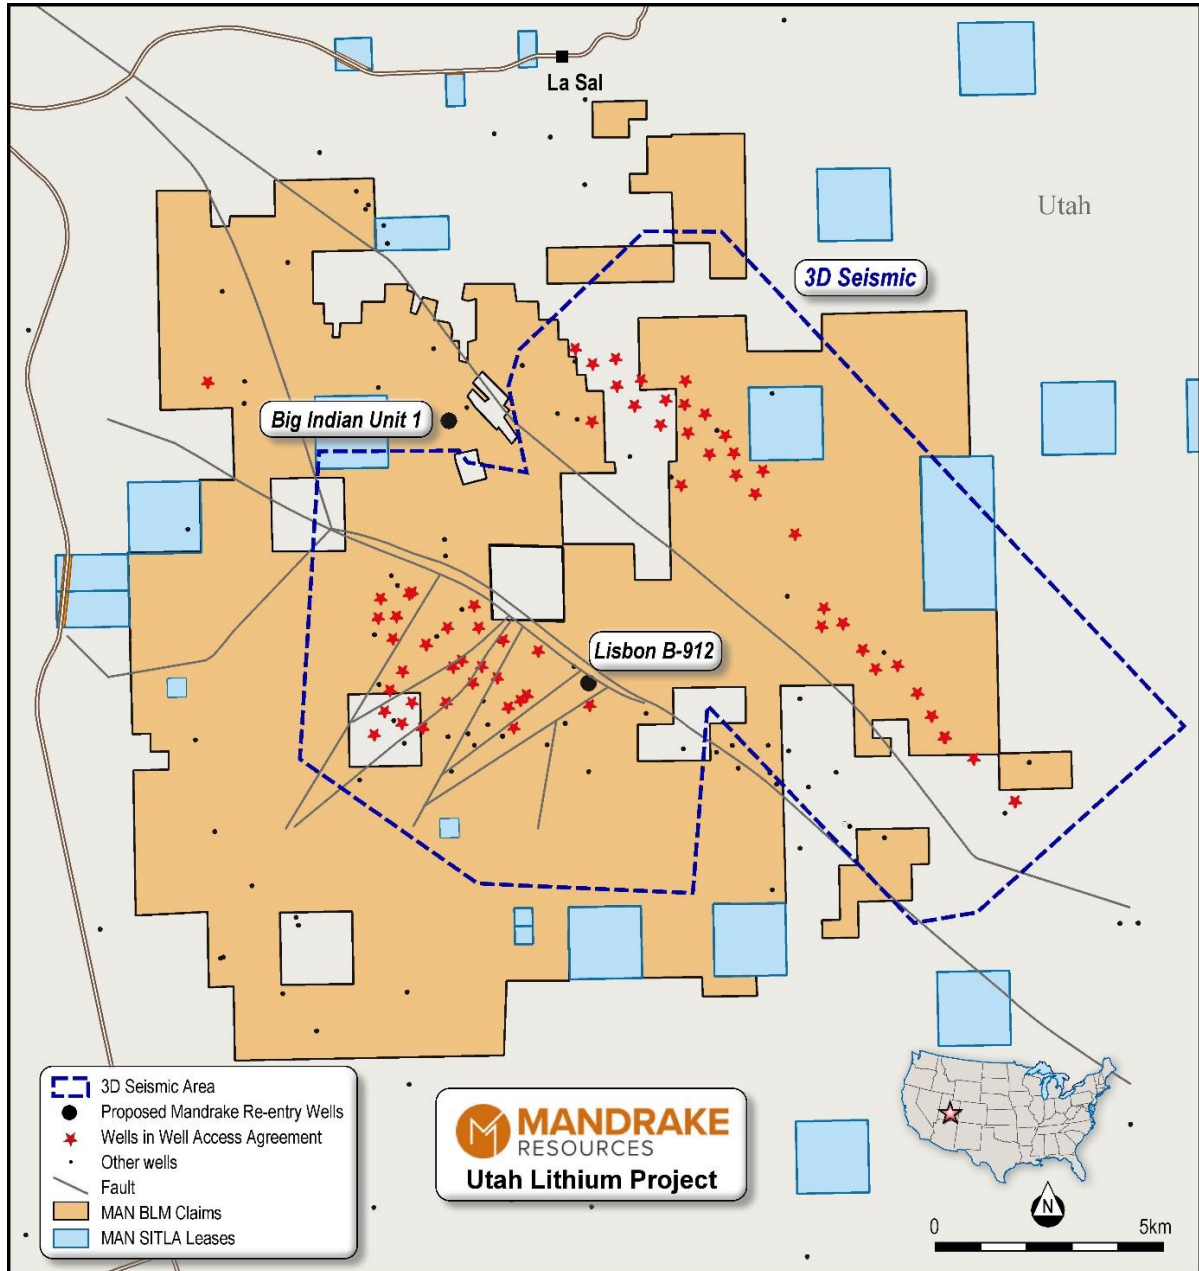 La Sal
Utah
3D Seismic
Big Indian Unit 1
Lisbon B-912
3D Seismic Area
Proposed Mandrake Re-entry Wells
Wells in Well Access Agreement
Other wells
Fault
MAN BLM Claims
MAN SITLA Leases
MANDRAKE
RESOURCES
Utah Lithium Project
N
0 5km